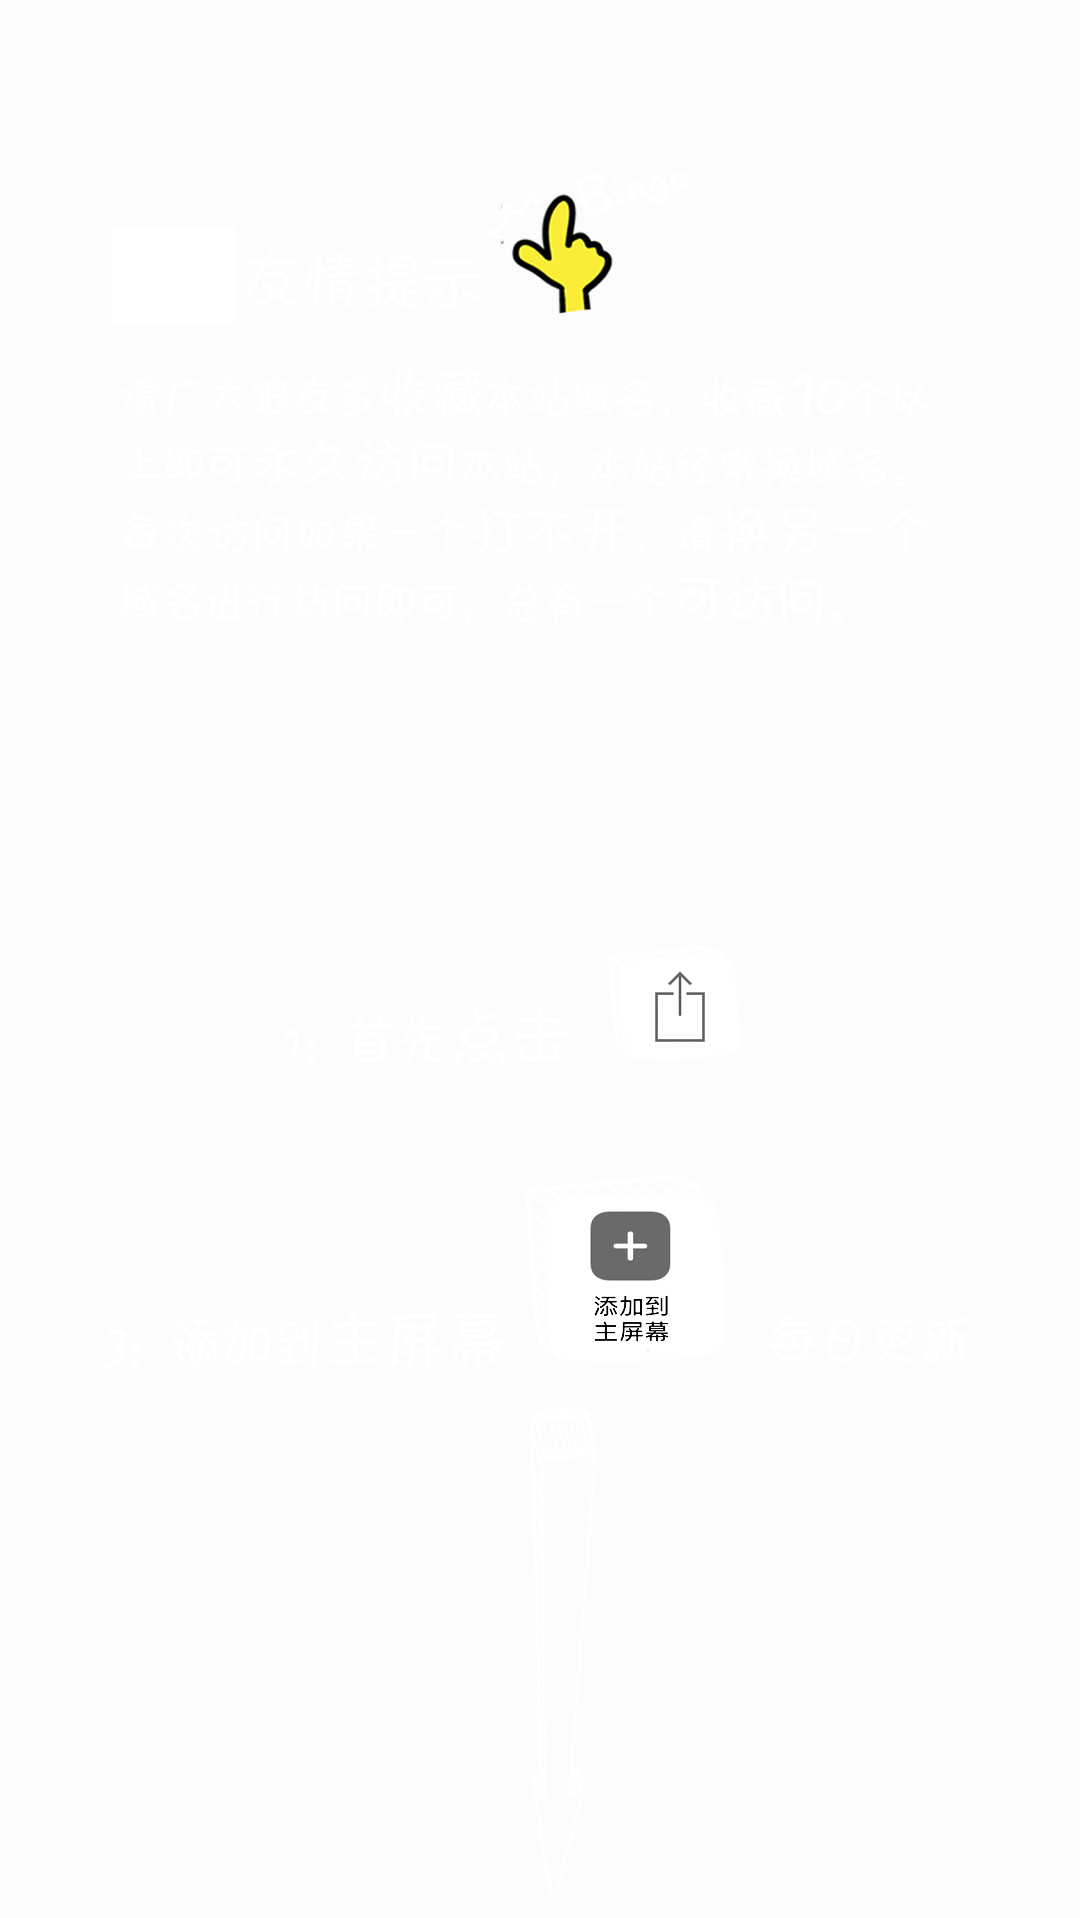 Bingo
友情提示
请广大狼友多收藏本站域名，收藏10个以
上即可永久访问本站，本站经常换域名。
每次访问如果一个打不开，请换另一个
域名进行访问即可，总有一个可访问。
1：首先点击
添加到
主屏幕
3：添加到主屏幕
每日更新